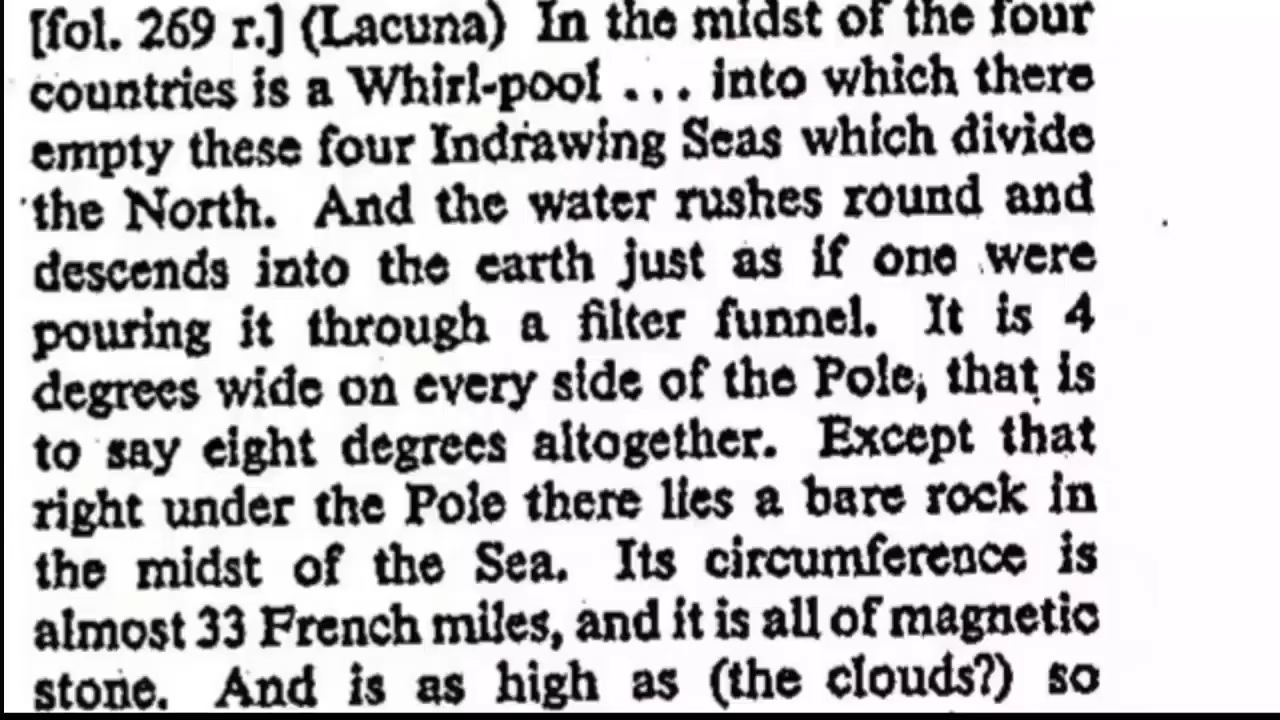 [fol. 269 r.] (Lacuna) In the midst of the four
countries is a Whirl-pool ... into which there
empty these four Indrawing Seas which divide
the North. And the water rushes round and
descends into the earth just as if one were
pouring it through a filter funnel. It is 4
degrees wide on every side of the Pole, that is
to say eight degrees altogether. Except that
right under the Pole there lies a bare rock in
the midst of the Sea. Its circumference is
almost 33 French miles, and it is all of magnetic
stone. And is as high as (the clouds?) so